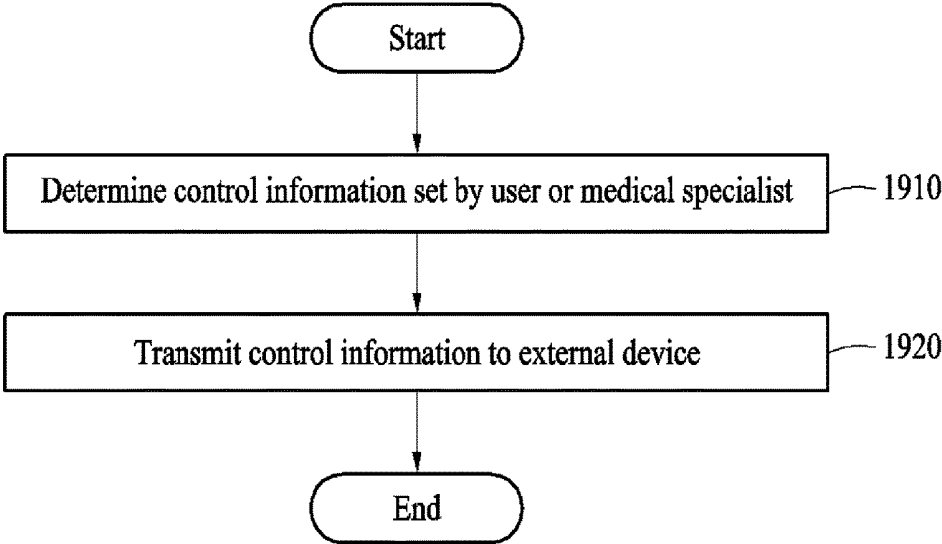 Start
Determine control information set by user or medical specialist
1910
Transmit control information to external device
1920
End